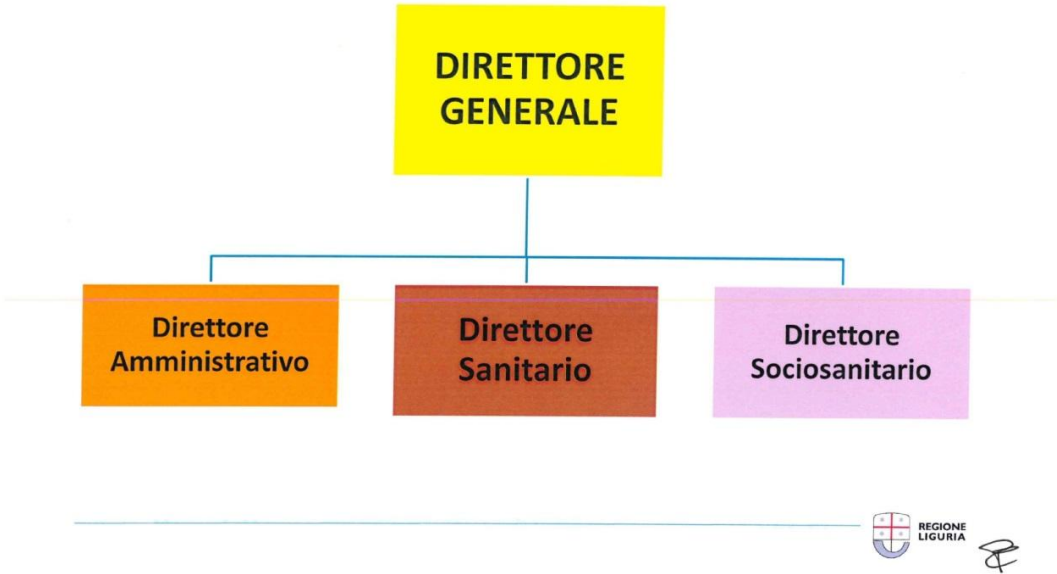 DIRETTORE
GENERALE
Direttore
Amministrativo
Direttore
Sanitario
Direttore
Sociosanitario
REGIONE
LIGURIA